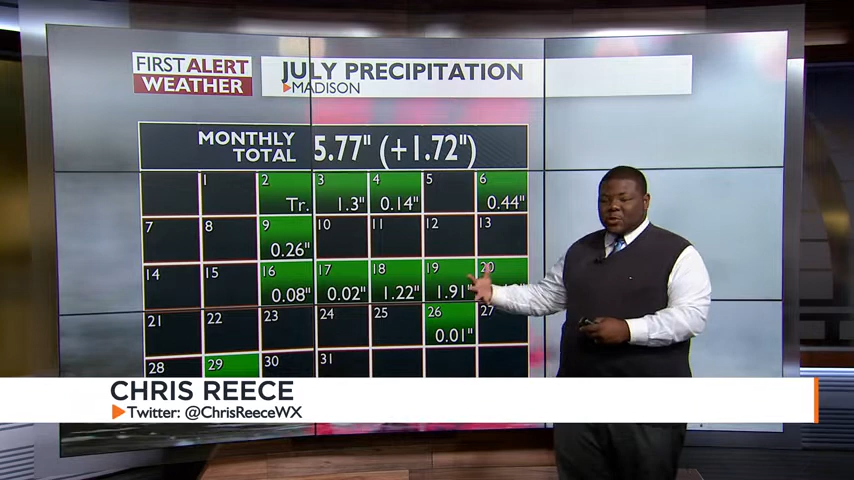 FIRST ALERT
WEATHER
JULY PRECIPITATION
MADISON
MONTHLY
TOTAL
5.77" (+1.72")
1 2 3 4 5 6
Tr. 1.3" 0.14" 0.44"
7 8 9 10 11 12 13
0.26"
14 15 16 17 18 19 20
0.08" 0.02" 1.22" 1.91"
21 22 23 24 25 26 27
0.01"
28 29 30 31
CHRIS REECE
Twitter: @ChrisReeceWX